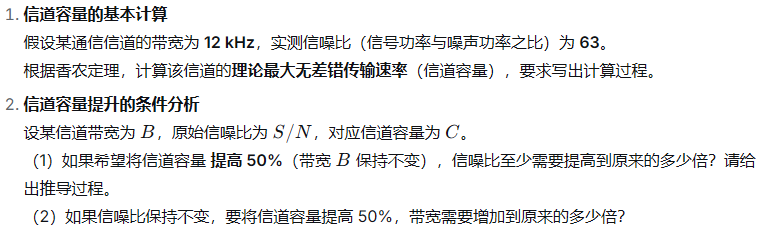 1. 信道容量的基本计算
假设某通信信道的带宽为 12 kHz，实测信噪比（信号功率与噪声功率之比）为 63。
根据香农定理，计算该信道的理论最大无差错传输速率（信道容量），要求写出计算过程。
2. 信道容量提升的条件分析
设某信道带宽为 B，原始信噪比为 S/N，对应信道容量为 C。
（1）如果希望将信道容量 提高 50%（带宽 B 保持不变），信噪比至少需要提高到原来的多少倍？请给
出推导过程。
（2）如果信噪比保持不变，要将信道容量提高 50%，带宽需要增加到原来的多少倍？